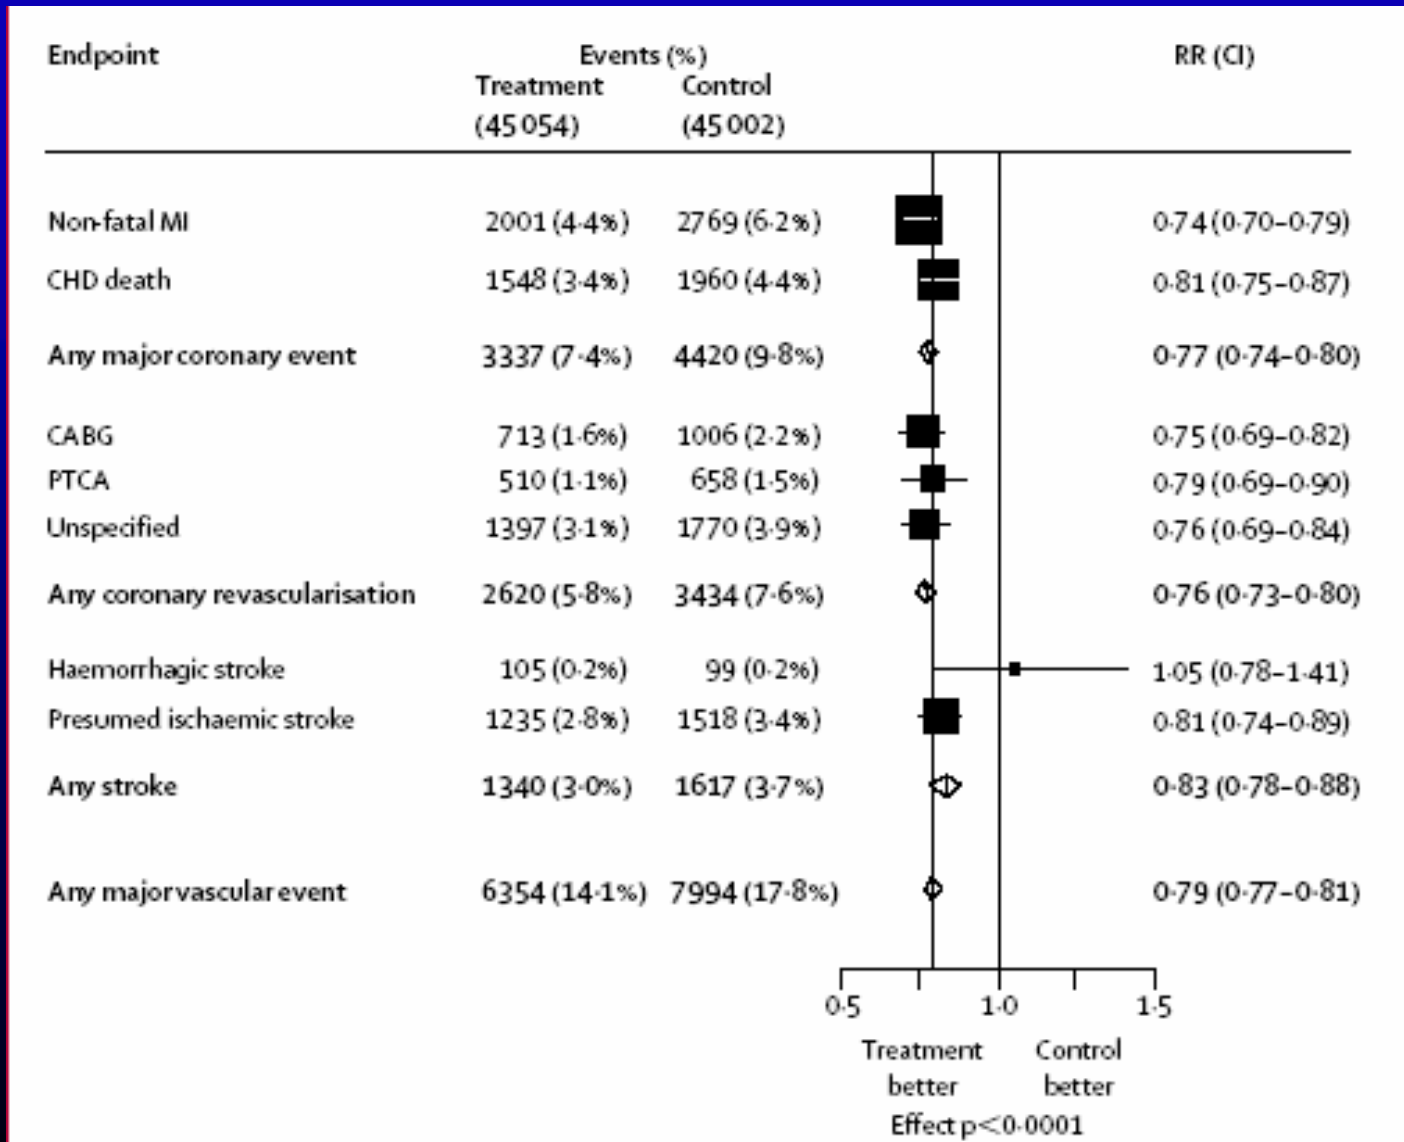 Endpoint Events (%) RR (CI)
Treatment Control
(45 054) (45 002)
Non-fatal MI 2001 (4·4%) 2769 (6·2%) 0·74 (0·70–0·79)
CHD death 1548 (3·4%) 1960 (4·4%) 0·81 (0·75–0·87)
Any major coronary event 3337 (7·4%) 4420 (9·8%) 0·77 (0·74–0·80)
CABG 713 (1·6%) 1006 (2·2%) 0·75 (0·69–0·82)
PTCA 510 (1·1%) 658 (1·5%) 0·79 (0·69–0·90)
Unspecified 1397 (3·1%) 1770 (3·9%) 0·76 (0·69–0·84)
Any coronary revascularisation 2620 (5·8%) 3434 (7·6%) 0·76 (0·73–0·80)
Haemorrhagic stroke 105 (0·2%) 99 (0·2%) 1·05 (0·78–1·41)
Presumed ischaemic stroke 1235 (2·8%) 1518 (3·4%) 0·81 (0·74–0·89)
Any stroke 1340 (3·0%) 1617 (3·7%) 0·83 (0·78–0·88)
Any major vascular event 6354 (14·1%) 7994 (17·8%) 0·79 (0·77–0·81)
0·5 1·0 1·5
Treatment Control
better better
Effect p<0·0001